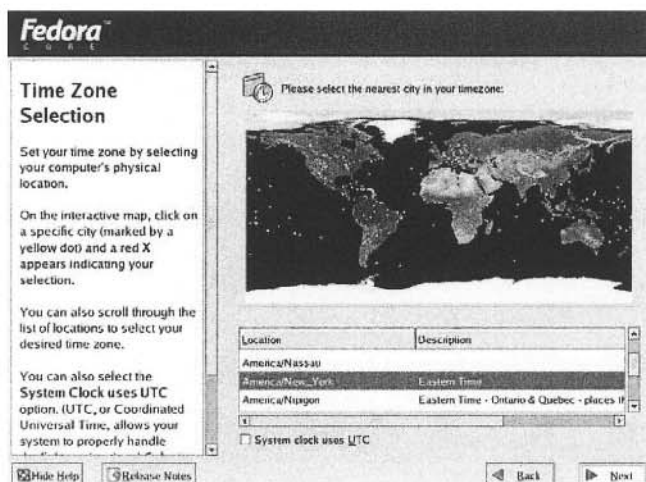 Fedora™
CORE
Time Zone
Selection
Set your time zone by selecting
your computer's physical
location.
On the interactive map, click on
a specific city (marked by a
yellow dot) and a red X
appears indicating your
selection.
You can also scroll through the
list of locations to select your
desired time zone.
You can also select the
System Clock uses UTC
option. (UTC, or Coordinated
Universal Time, allows your
system to properly handle
Please select the nearest city in your timezone:
Location Description
America/Nassau
America/New_York Eastern Time
America/Nipigon Eastern Time - Ontario & Quebec - places th
System clock uses UTC
Hide Help Release Notes Back Next